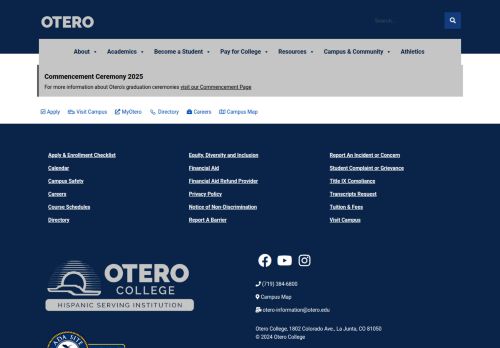 OTERO
Search...
About Academics Become a Student Pay for College Resources Campus & Community Athletics
Commencement Ceremony 2025
For more information about Otero's graduation ceremonies visit our Commencement Page
Apply Visit Campus MyOtero Directory Careers Campus Map
Apply & Enrollment Checklist
Calendar
Campus Safety
Careers
Course Schedules
Directory
Equity, Diversity and Inclusion
Financial Aid
Financial Aid Refund Provider
Privacy Policy
Notice of Non-Discrimination
Report A Barrier
Report An Incident or Concern
Student Complaint or Grievance
Title IX Compliance
Transcripts Request
Tuition & Fees
Visit Campus
OTERO
COLLEGE
HISPANIC SERVING INSTITUTION
(719) 384-6800
Campus Map
otero-information@otero.edu
Otero College, 1802 Colorado Ave., La Junta, CO 81050
© 2024 Otero College
ADA SITE